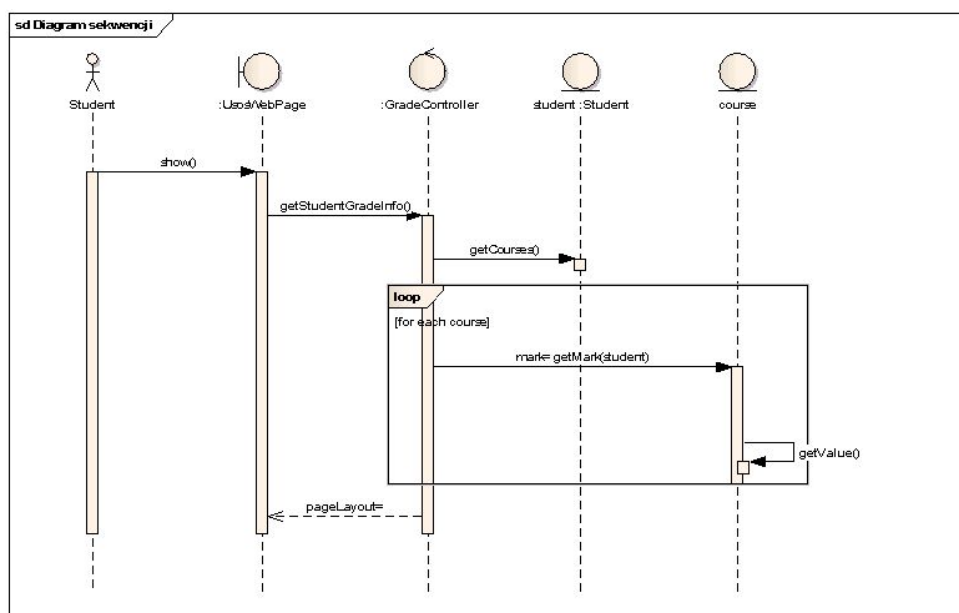 sd Diagram sekwencji
Student
:UsosWebPage
:GradeController
student :Student
course
show()
getStudentGradeInfo()
getCourses()
loop
[for each course]
mark= getMark(student)
getValue()
pageLayout=